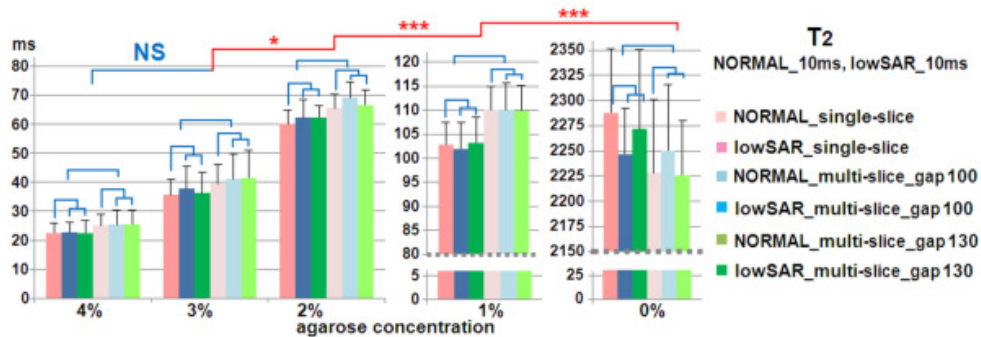 ***
***
*
NS
ms
T2
NORMAL_10ms, lowSAR_10ms
NORMAL_single-slice
lowSAR_single-slice
NORMAL_multi-slice_gap100
lowSAR_multi-slice_gap100
NORMAL_multi-slice_gap130
lowSAR_multi-slice_gap130
80
70
60
50
40
30
20
10
0
120
115
110
105
100
95
90
85
80
5
0
2350
2325
2300
2275
2250
2225
2200
2175
2150
25
0
4% 3% 2% 1% 0%
agarose concentration